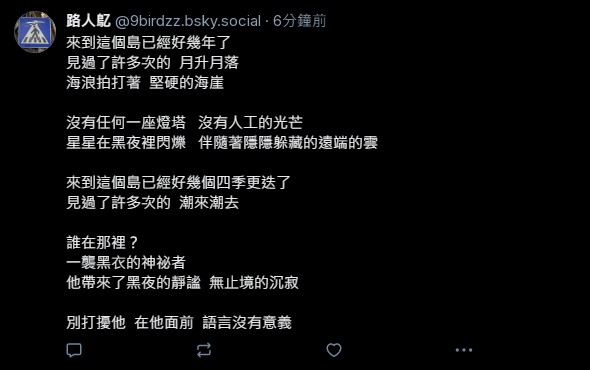 路人鳦 @9birdzz.bsky.social · 6分鐘前
來到這個島已經好幾年了
見過了許多次的 月升月落
海浪拍打著 堅硬的海崖
沒有任何一座燈塔 沒有人工的光芒
星星在黑夜裡閃爍 伴隨著隱隱躲藏的遠端的雲
來到這個島已經好幾個四季更迭了
見過了許多次的 潮來潮去
誰在那裡？
一襲黑衣的神祕者
他帶來了黑夜的靜謐 無止境的沉寂
別打擾他 在他面前 語言沒有意義